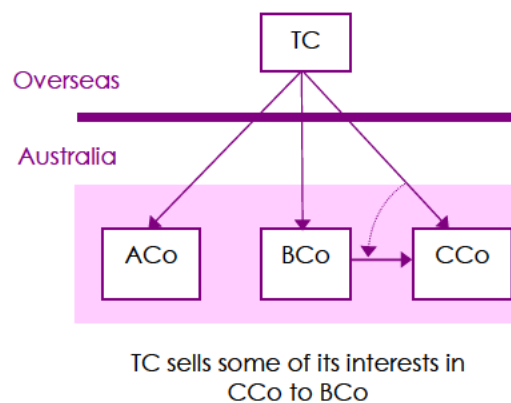 TC
Overseas
Australia
ACo
BCo
CCo
TC sells some of its interests in
CCo to BCo